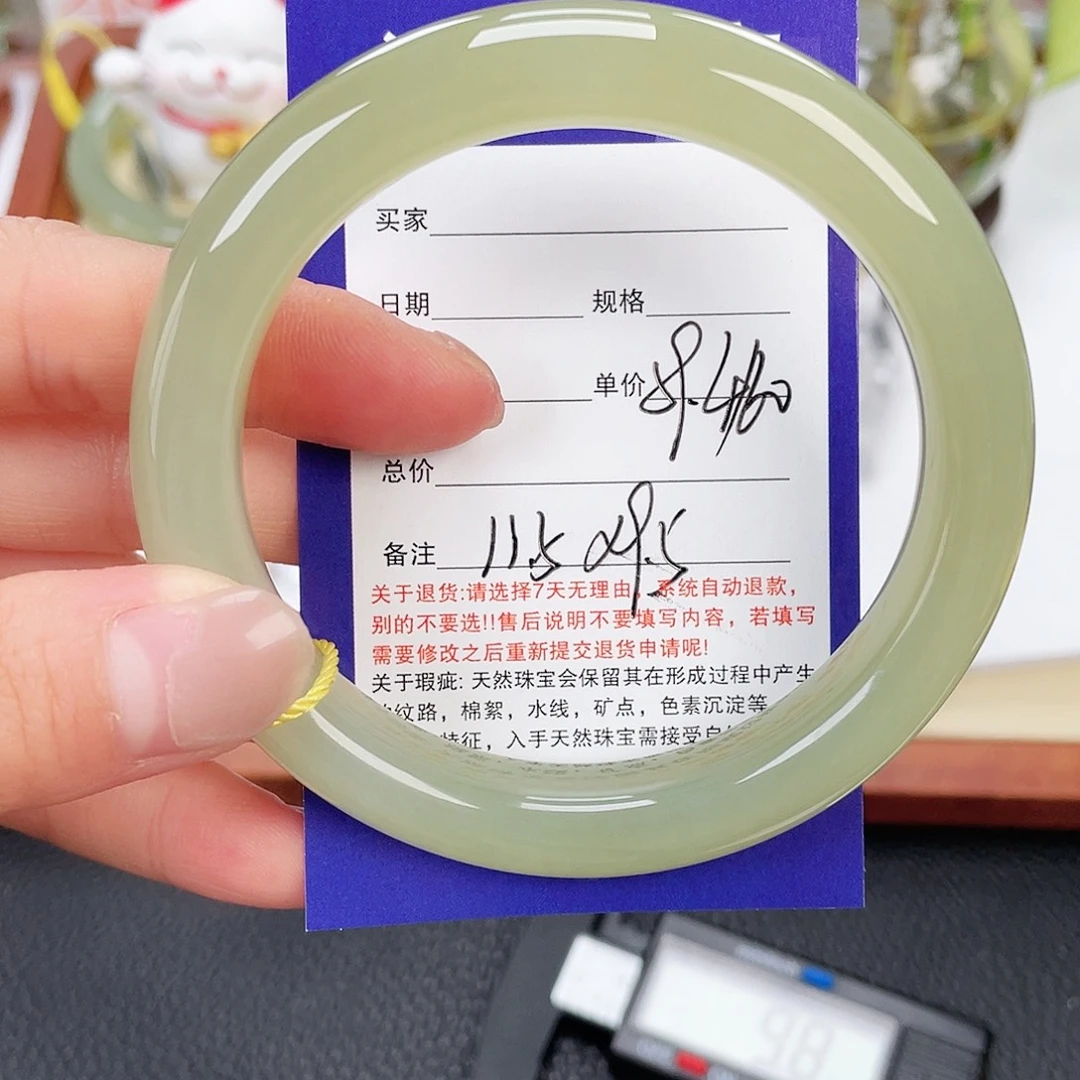 买家
日期 规格
单价
总价
备注 11.5
关于退货:请选择7天无理由,系统自动退款,
别的不要选!!售后说明不要填写内容,若填写
需要修改之后重新提交退货申请呢!
关于瑕疵: 天然珠宝会保留其在形成过程中产生
纹路,棉絮,水线,矿点,色素沉淀等
特征,入手天然珠宝需接受